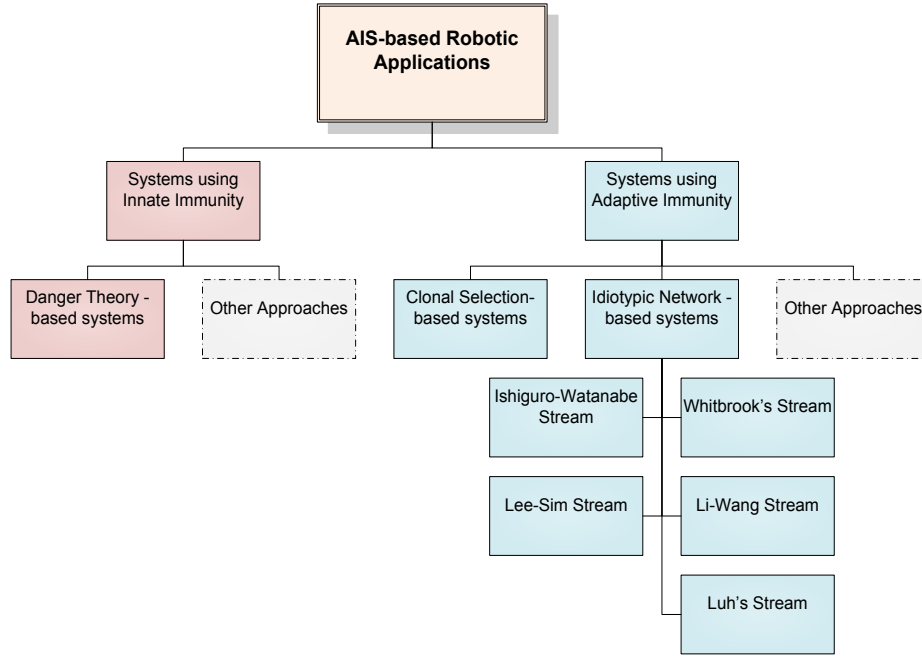 AIS-based Robotic
Applications
Systems using
Innate Immunity
Systems using
Adaptive Immunity
Danger Theory -
based systems
Other Approaches
Clonal Selection-
based systems
Idiotypic Network -
based systems
Other Approaches
Ishiguro-Watanabe
Stream
Whitbrook's Stream
Lee-Sim Stream
Li-Wang Stream
Luh's Stream